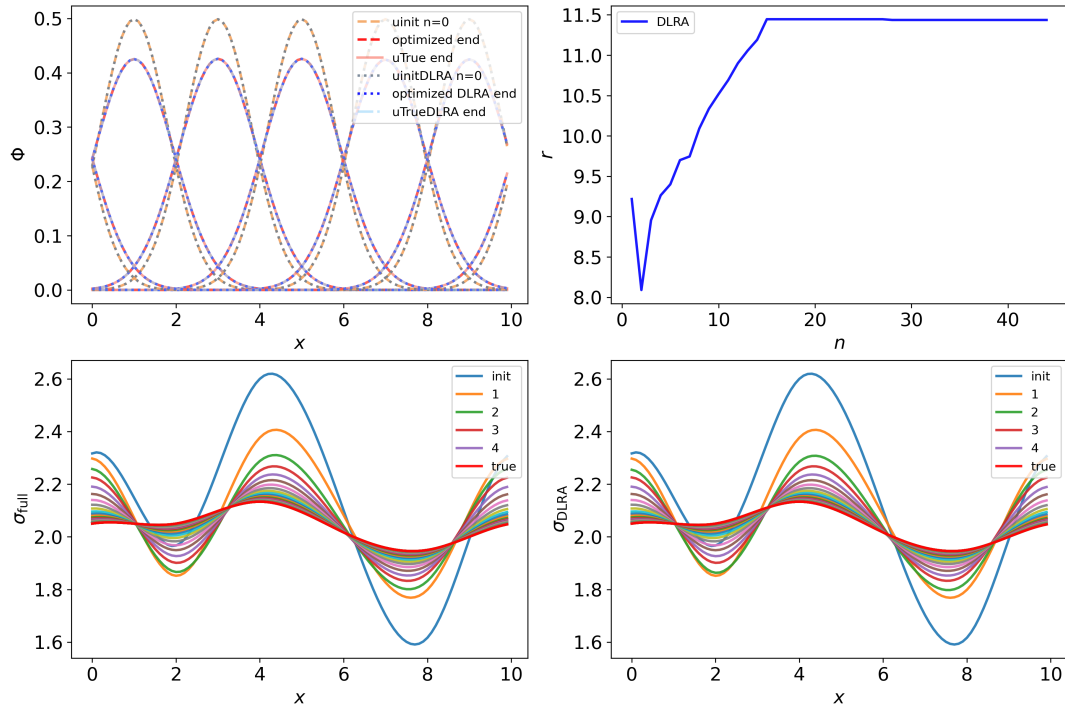 Φ
0.5
0.4
0.3
0.2
0.1
0.0
uinit n=0
optimized end
uTrue end
uinitDLRA n=0
optimized DLRA end
uTrueDLRA end
0 2 4 6 8 10
x
r
11.5
11.0
10.5
10.0
9.5
9.0
8.5
8.0
DLRA
0 10 20 30 40
n
σfull
2.6
2.4
2.2
2.0
1.8
1.6
init
1
2
3
4
true
0 2 4 6 8 10
x
σDLRA
2.6
2.4
2.2
2.0
1.8
1.6
init
1
2
3
4
true
0 2 4 6 8 10
x